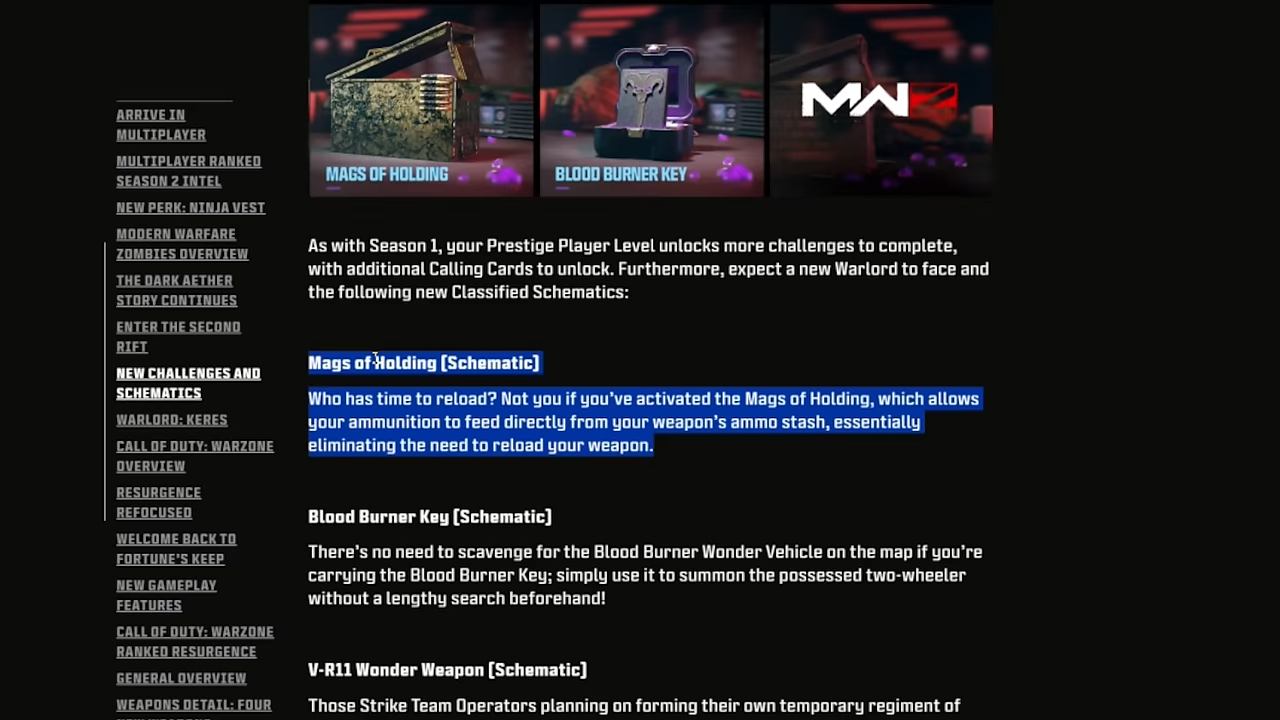 MAGS OF HOLDING
BLOOD BURNER KEY
MWZ
ARRIVE IN
MULTIPLAYER
MULTIPLAYER RANKED
SEASON 2 INTEL
NEW PERK: NINJA VEST
MODERN WARFARE
ZOMBIES OVERVIEW
THE DARK AETHER
STORY CONTINUES
ENTER THE SECOND
RIFT
NEW CHALLENGES AND
SCHEMATICS
WARLORD: KERES
CALL OF DUTY: WARZONE
OVERVIEW
RESURGENCE
REFOCUSED
WELCOME BACK TO
FORTUNE'S KEEP
NEW GAMEPLAY
FEATURES
CALL OF DUTY: WARZONE
RANKED RESURGENCE
GENERAL OVERVIEW
WEAPONS DETAIL: FOUR
As with Season 1, your Prestige Player Level unlocks more challenges to complete,
with additional Calling Cards to unlock. Furthermore, expect a new Warlord to face and
the following new Classified Schematics:
Mags of Holding (Schematic)
Who has time to reload? Not you if you've activated the Mags of Holding, which allows
your ammunition to feed directly from your weapon's ammo stash, essentially
eliminating the need to reload your weapon.
Blood Burner Key (Schematic)
There's no need to scavenge for the Blood Burner Wonder Vehicle on the map if you're
carrying the Blood Burner Key; simply use it to summon the possessed two-wheeler
without a lengthy search beforehand!
V-R11 Wonder Weapon (Schematic)
Those Strike Team Operators planning on forming their own temporary regiment of